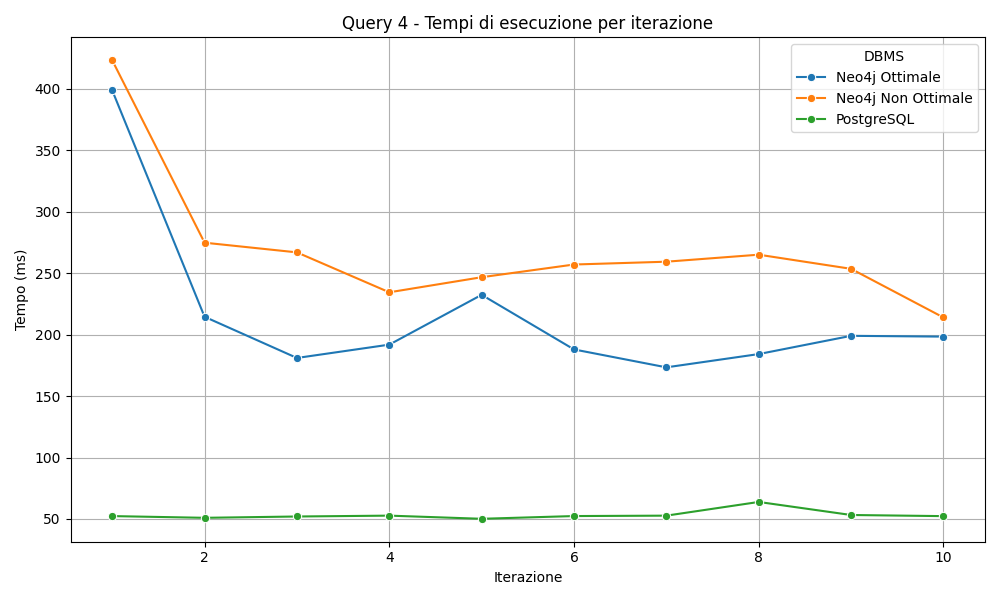 Query 4 - Tempi di esecuzione per iterazione
DBMS
Neo4j Ottimale
Neo4j Non Ottimale
PostgreSQL
Tempo (ms)
400
350
300
250
200
150
100
50
2 4 6 8 10
Iterazione